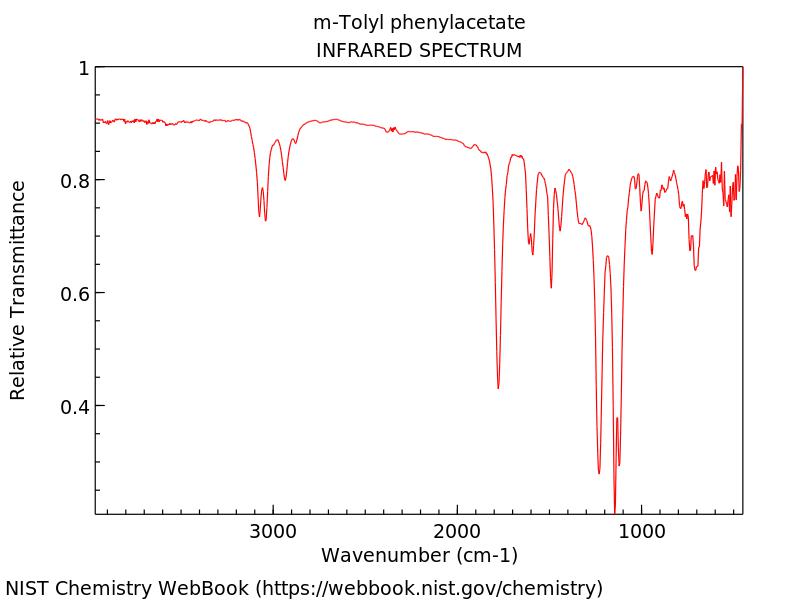 m-Tolyl phenylacetate
INFRARED SPECTRUM
1
0.8
0.6
0.4
Relative Transmittance
3000 2000 1000
Wavenumber (cm-1)
NIST Chemistry WebBook (https://webbook.nist.gov/chemistry)